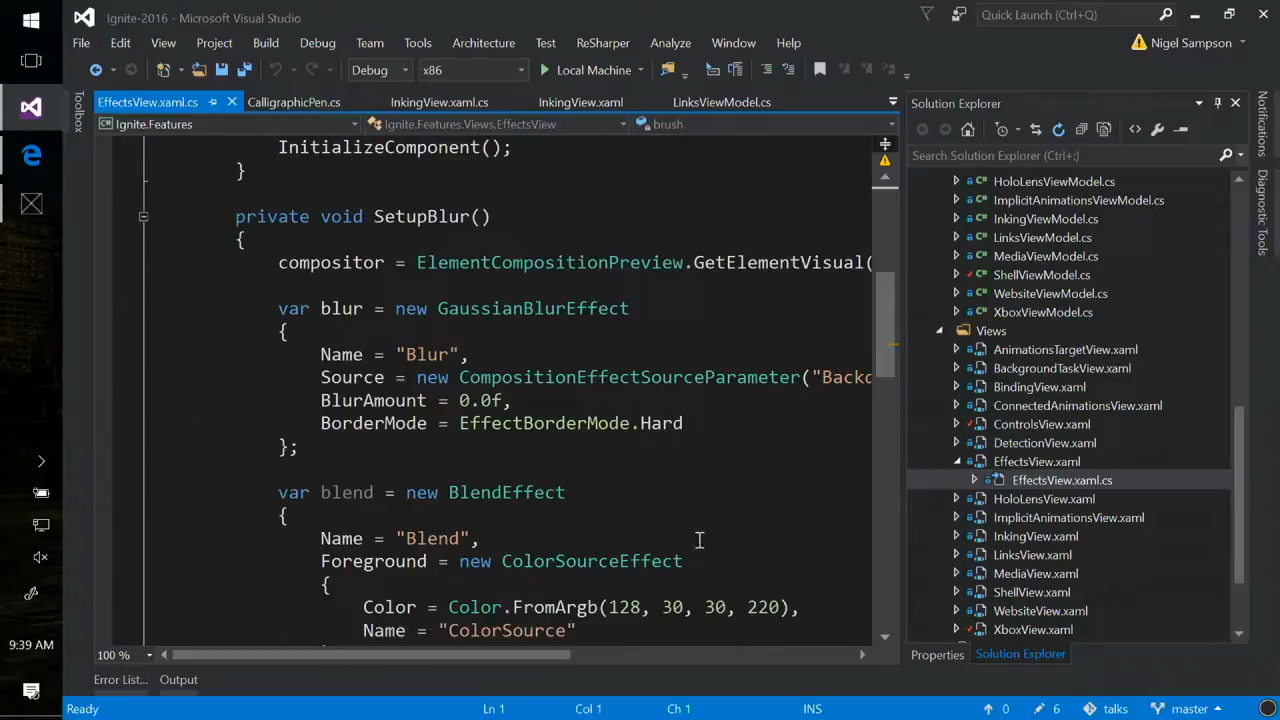 Ignite-2016 - Microsoft Visual Studio
Quick Launch (Ctrl+Q)
File Edit View Project Build Debug Team Tools Architecture Test ReSharper Analyze Window Help
Nigel Sampson
Debug x86 Local Machine
Toolbox
EffectsView.xaml.cs CalligraphicPen.cs InkingView.xaml.cs InkingView.xaml LinksViewModel.cs
Ignite.Features Ignite.Features.Views.EffectsView brush
InitializeComponent();
}
private void SetupBlur()
{
compositor = ElementCompositionPreview.GetElementVisual(
var blur = new GaussianBlurEffect
{
Name = "Blur",
Source = new CompositionEffectSourceParameter("Backd
BlurAmount = 0.0f,
BorderMode = EffectBorderMode.Hard
};
var blend = new BlendEffect
{
Name = "Blend",
Foreground = new ColorSourceEffect
{
Color = Color.FromArgb(128, 30, 30, 220),
Name = "ColorSource"
100 %
Error List... Output
Solution Explorer
Search Solution Explorer (Ctrl+;)
HoloLensViewModel.cs
ImplicitAnimationsViewModel.cs
InkingViewModel.cs
LinksViewModel.cs
MediaViewModel.cs
ShellViewModel.cs
WebsiteViewModel.cs
XboxViewModel.cs
Views
AnimationsTargetView.xaml
BackgroundTaskView.xaml
BindingView.xaml
ConnectedAnimationsView.xaml
ControlsView.xaml
DetectionView.xaml
EffectsView.xaml
EffectsView.xaml.cs
HoloLensView.xaml
ImplicitAnimationsView.xaml
InkingView.xaml
LinksView.xaml
MediaView.xaml
ShellView.xaml
WebsiteView.xaml
XboxView.xaml
Properties Solution Explorer
Notifications
Diagnostic Tools
9:39 AM
Ready Ln 1 Col 1 Ch 1 INS 0 6 talks master